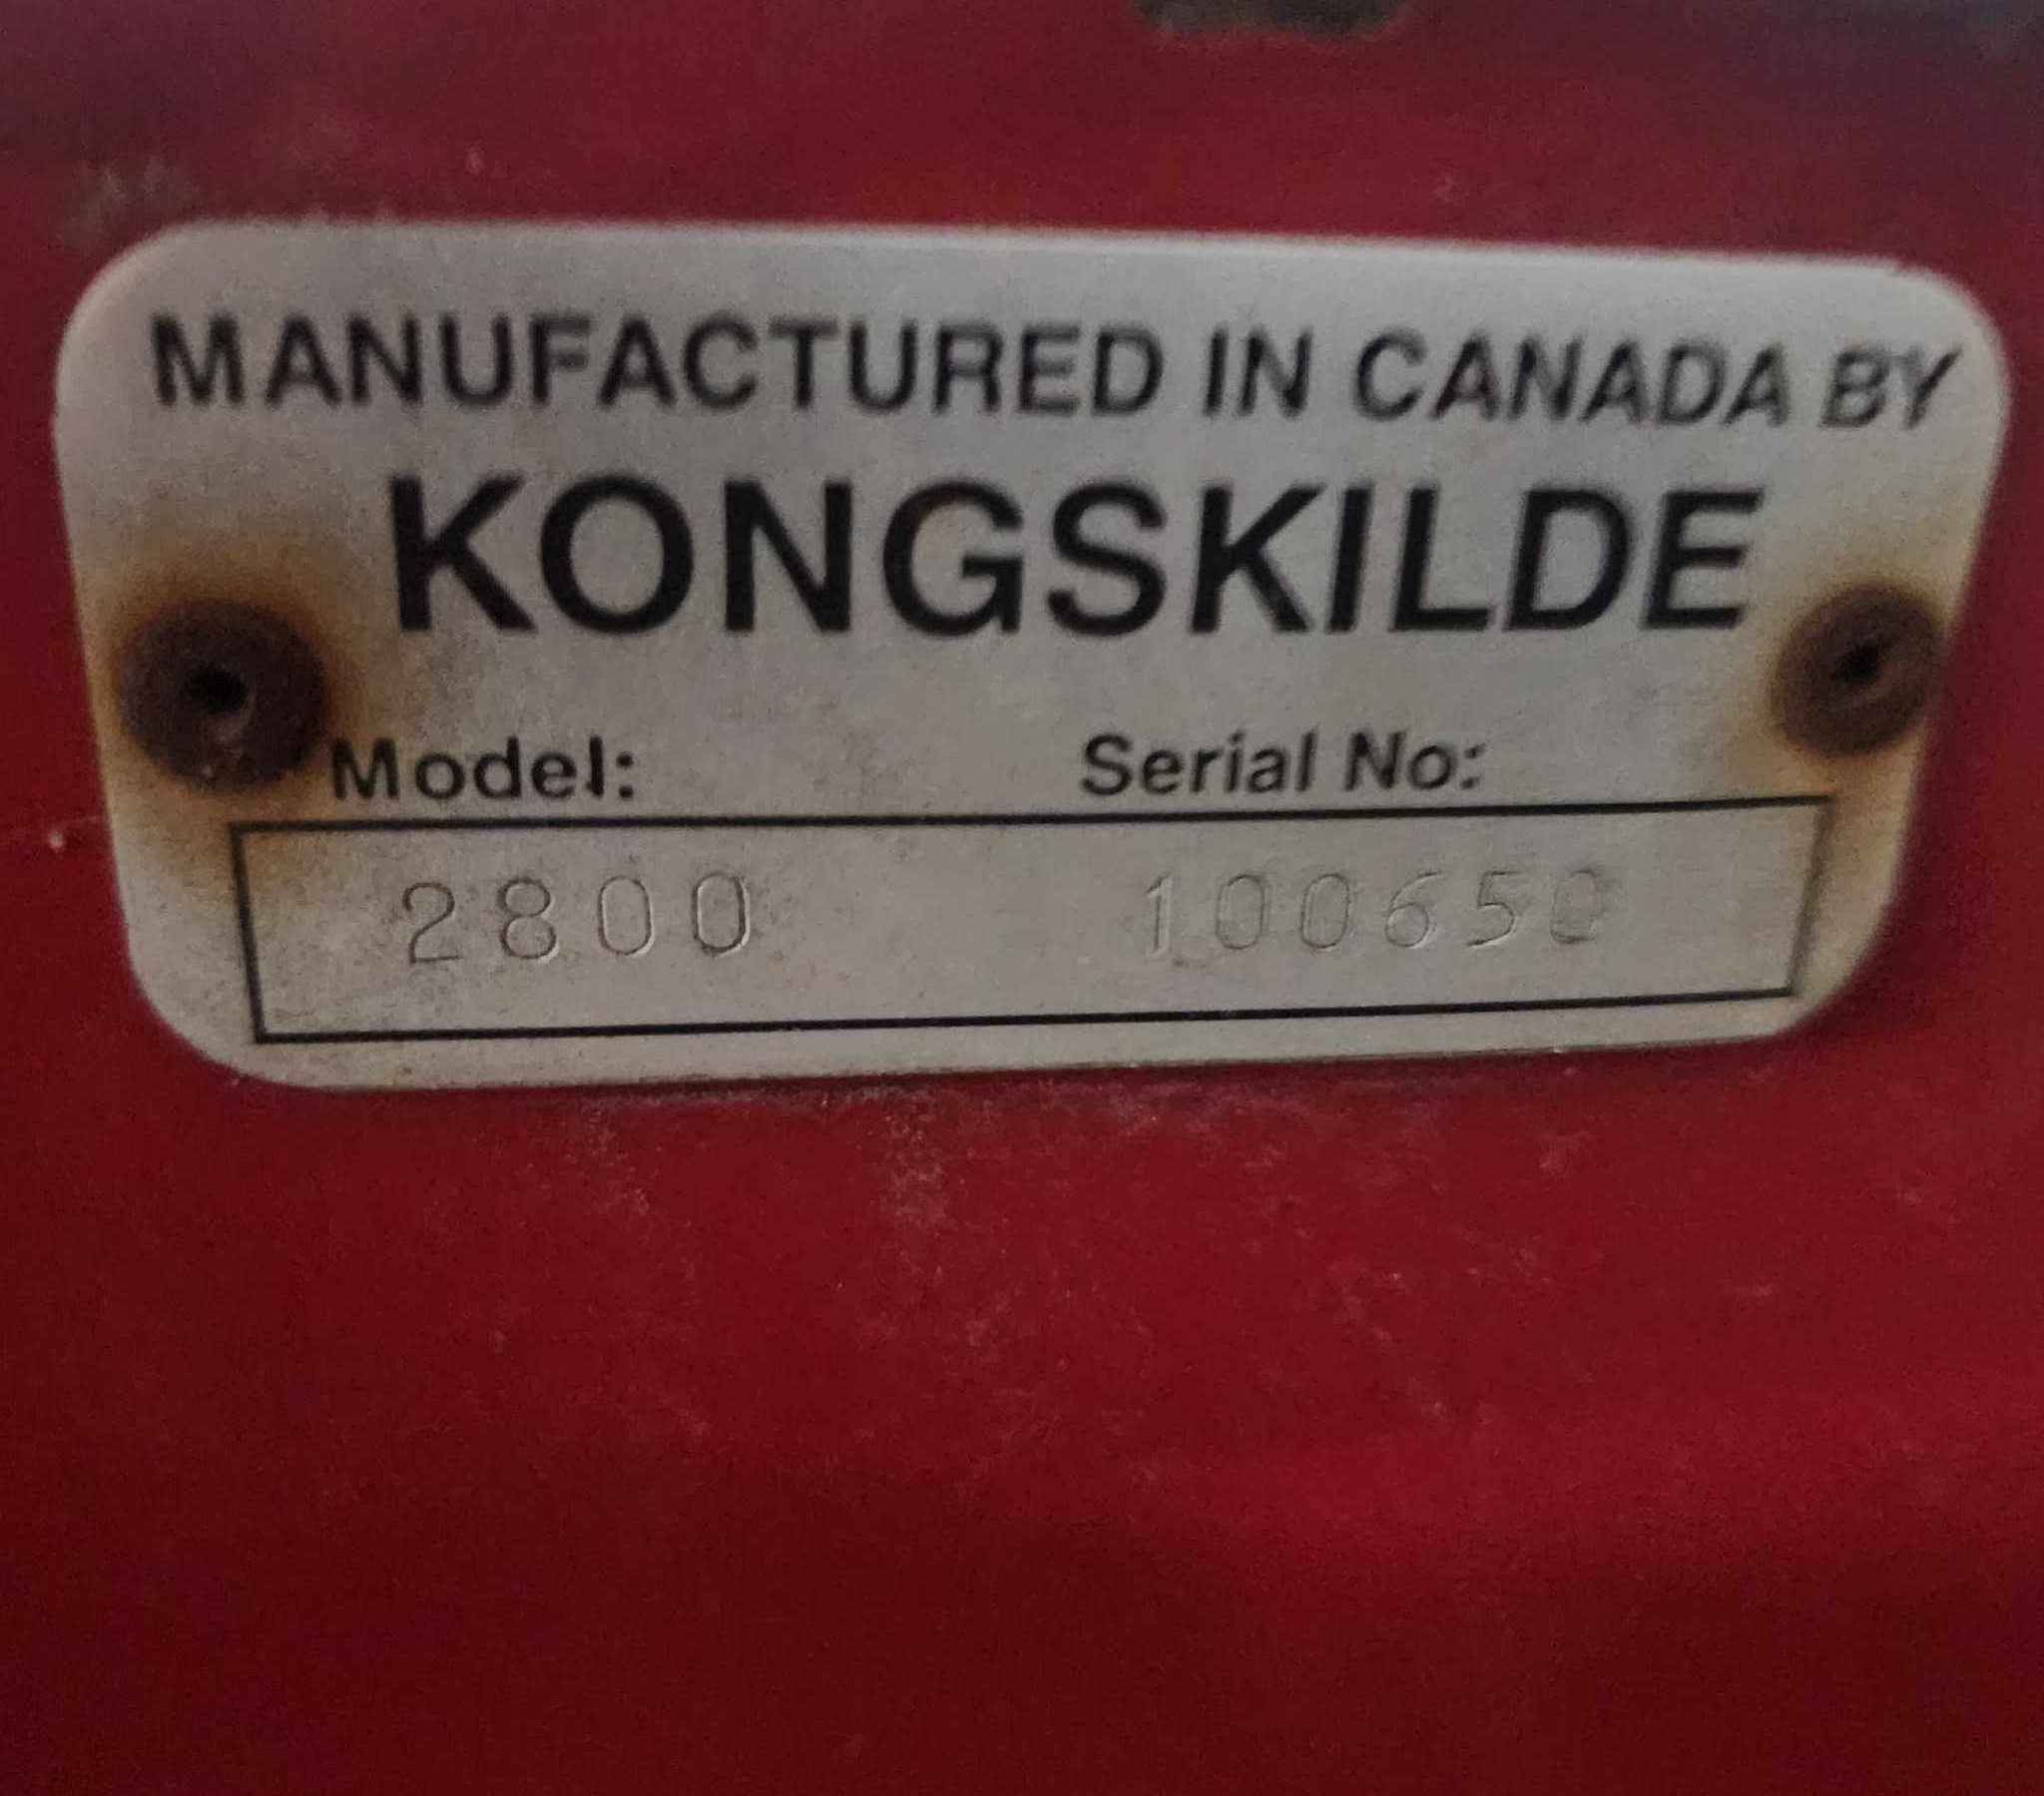 MANUFACTURED IN CANADA BY
KONGSKILDE
Model: Serial No:
2800 100650